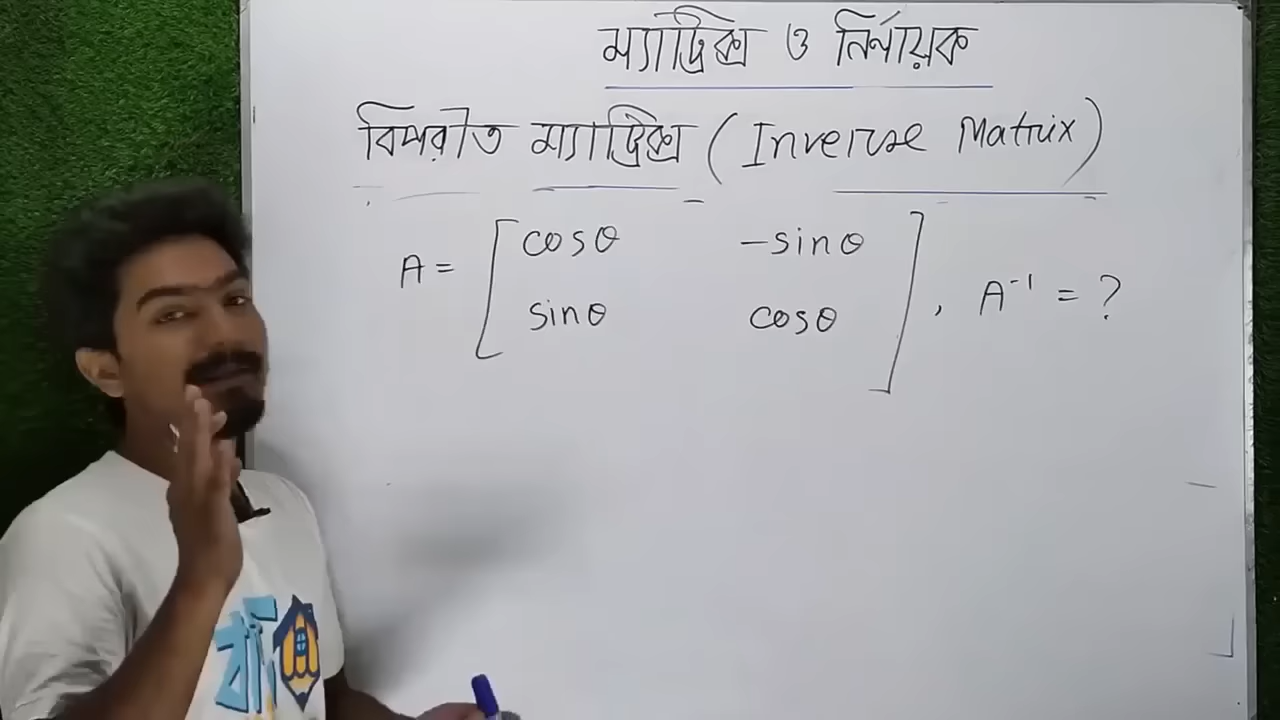 ম্যাট্রিক্স ও নির্ণায়ক
বিপরীত ম্যাট্রিক্স (Inverse Matrix)
A = [ cosθ -sinθ
sinθ cosθ ] , A⁻¹ = ?